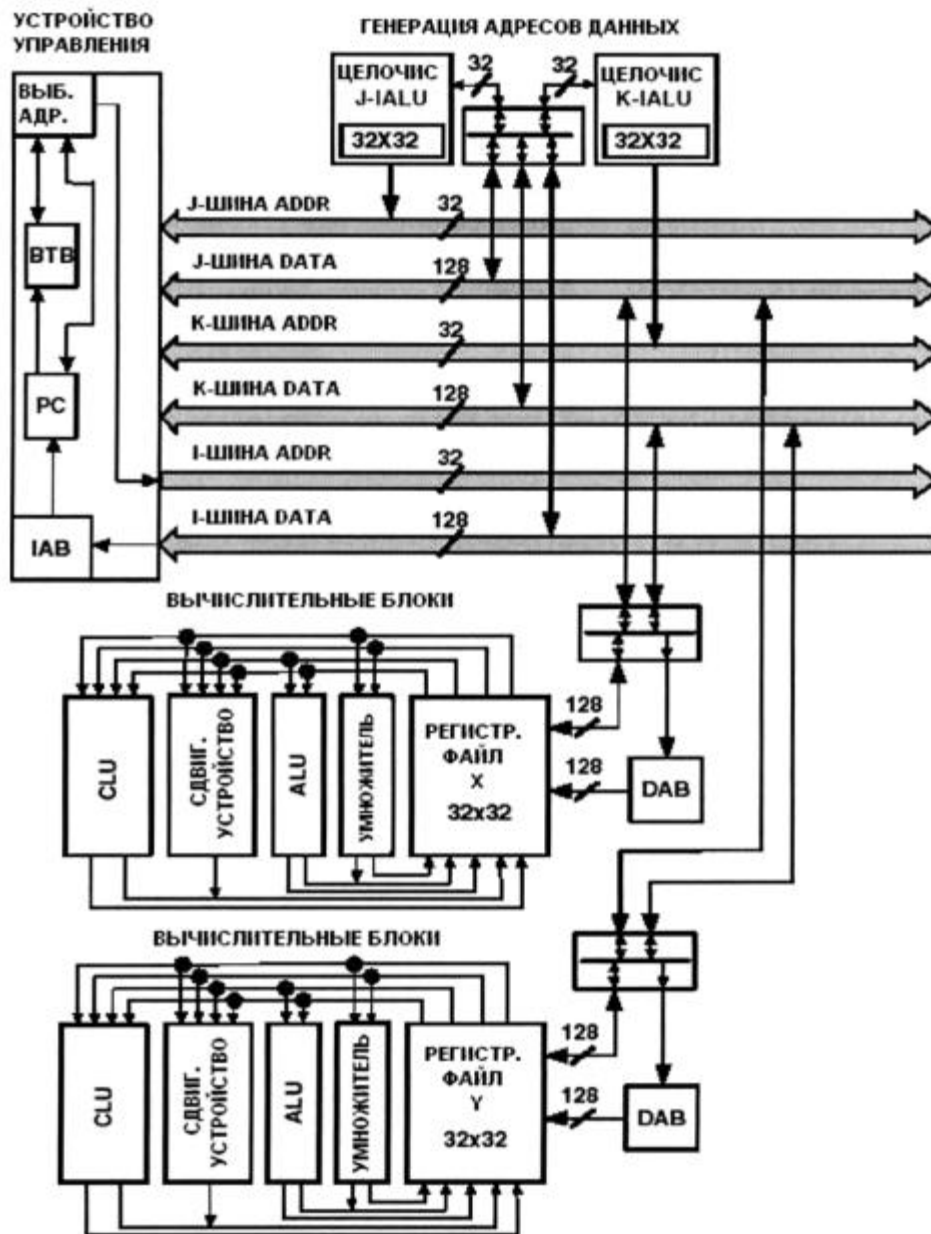 УСТРОЙСТВО
УПРАВЛЕНИЯ
ГЕНЕРАЦИЯ АДРЕСОВ ДАННЫХ
ВЫБ.
АДР.
ЦЕЛОЧИС
J-IALU
32X32
32
32
ЦЕЛОЧИС
K-IALU
32X32
J-ШИНА ADDR
32
BTB
J-ШИНА DATA
128
K-ШИНА ADDR
32
PC
K-ШИНА DATA
128
I-ШИНА ADDR
32
I-ШИНА DATA
128
IAB
ВЫЧИСЛИТЕЛЬНЫЕ БЛОКИ
CLU
СДВИГ.
УСТРОЙСТВО
ALU
УМНОЖИТЕЛЬ
РЕГИСТР.
ФАЙЛ
X
32x32
128
128
DAB
ВЫЧИСЛИТЕЛЬНЫЕ БЛОКИ
CLU
СДВИГ.
УСТРОЙСТВО
ALU
УМНОЖИТЕЛЬ
РЕГИСТР.
ФАЙЛ
Y
32x32
128
128
DAB